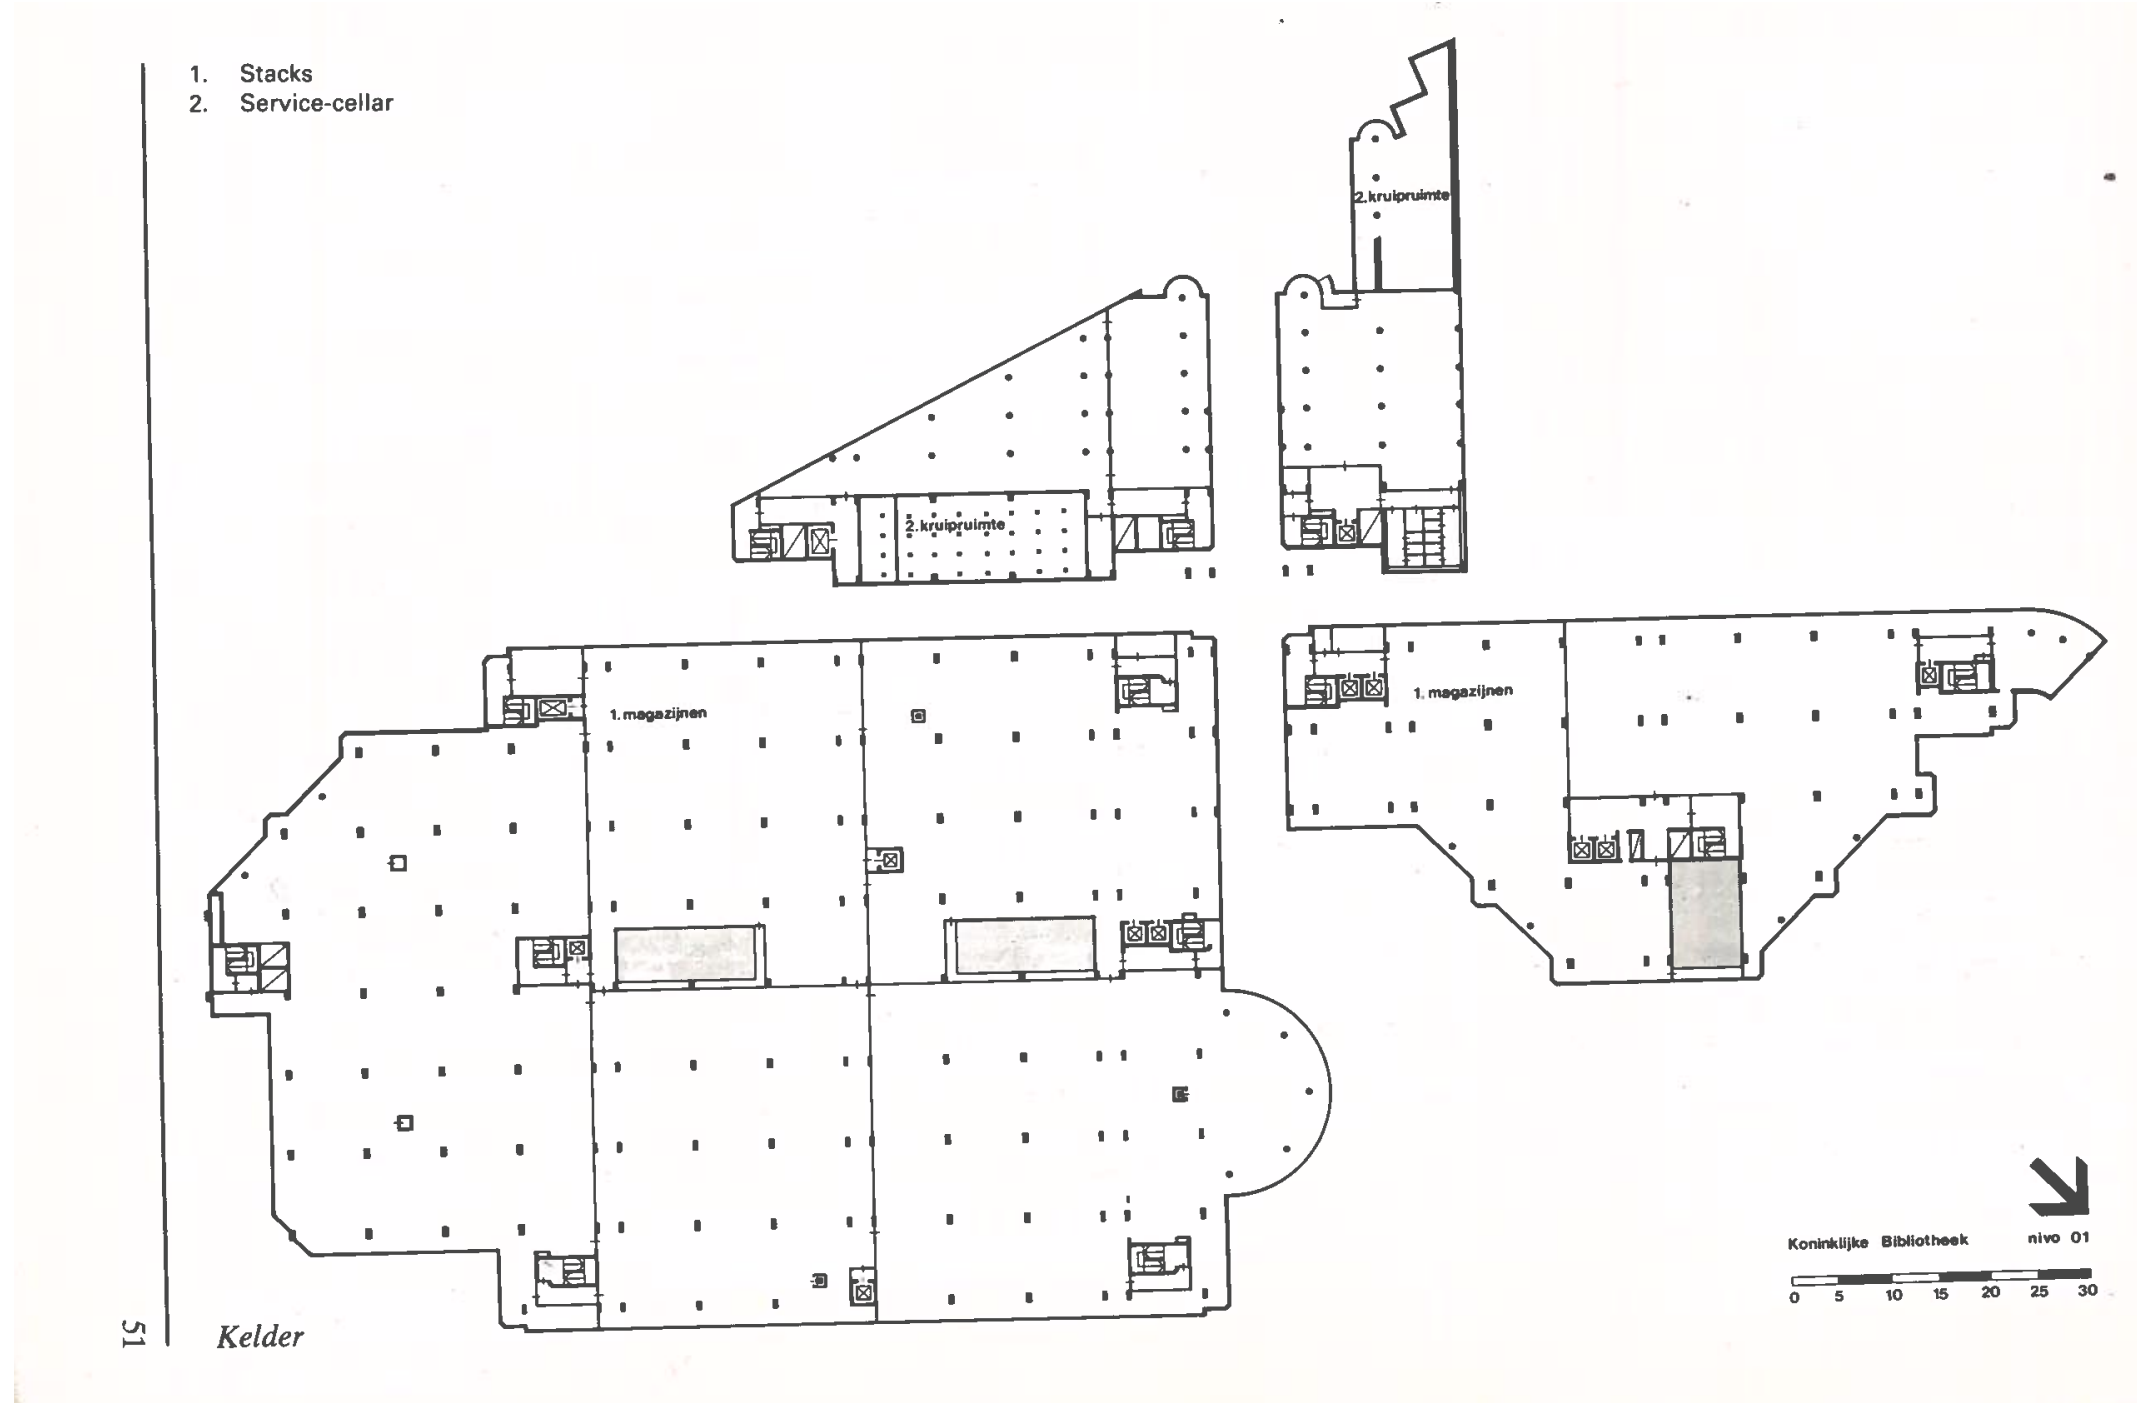 1. Stacks
2. Service-cellar
2.kruipruimte
2.kruipruimte
1.magazijnen
1.magazijnen
Koninklijke Bibliotheek nivo 01
0 5 10 15 20 25 30
51
Kelder